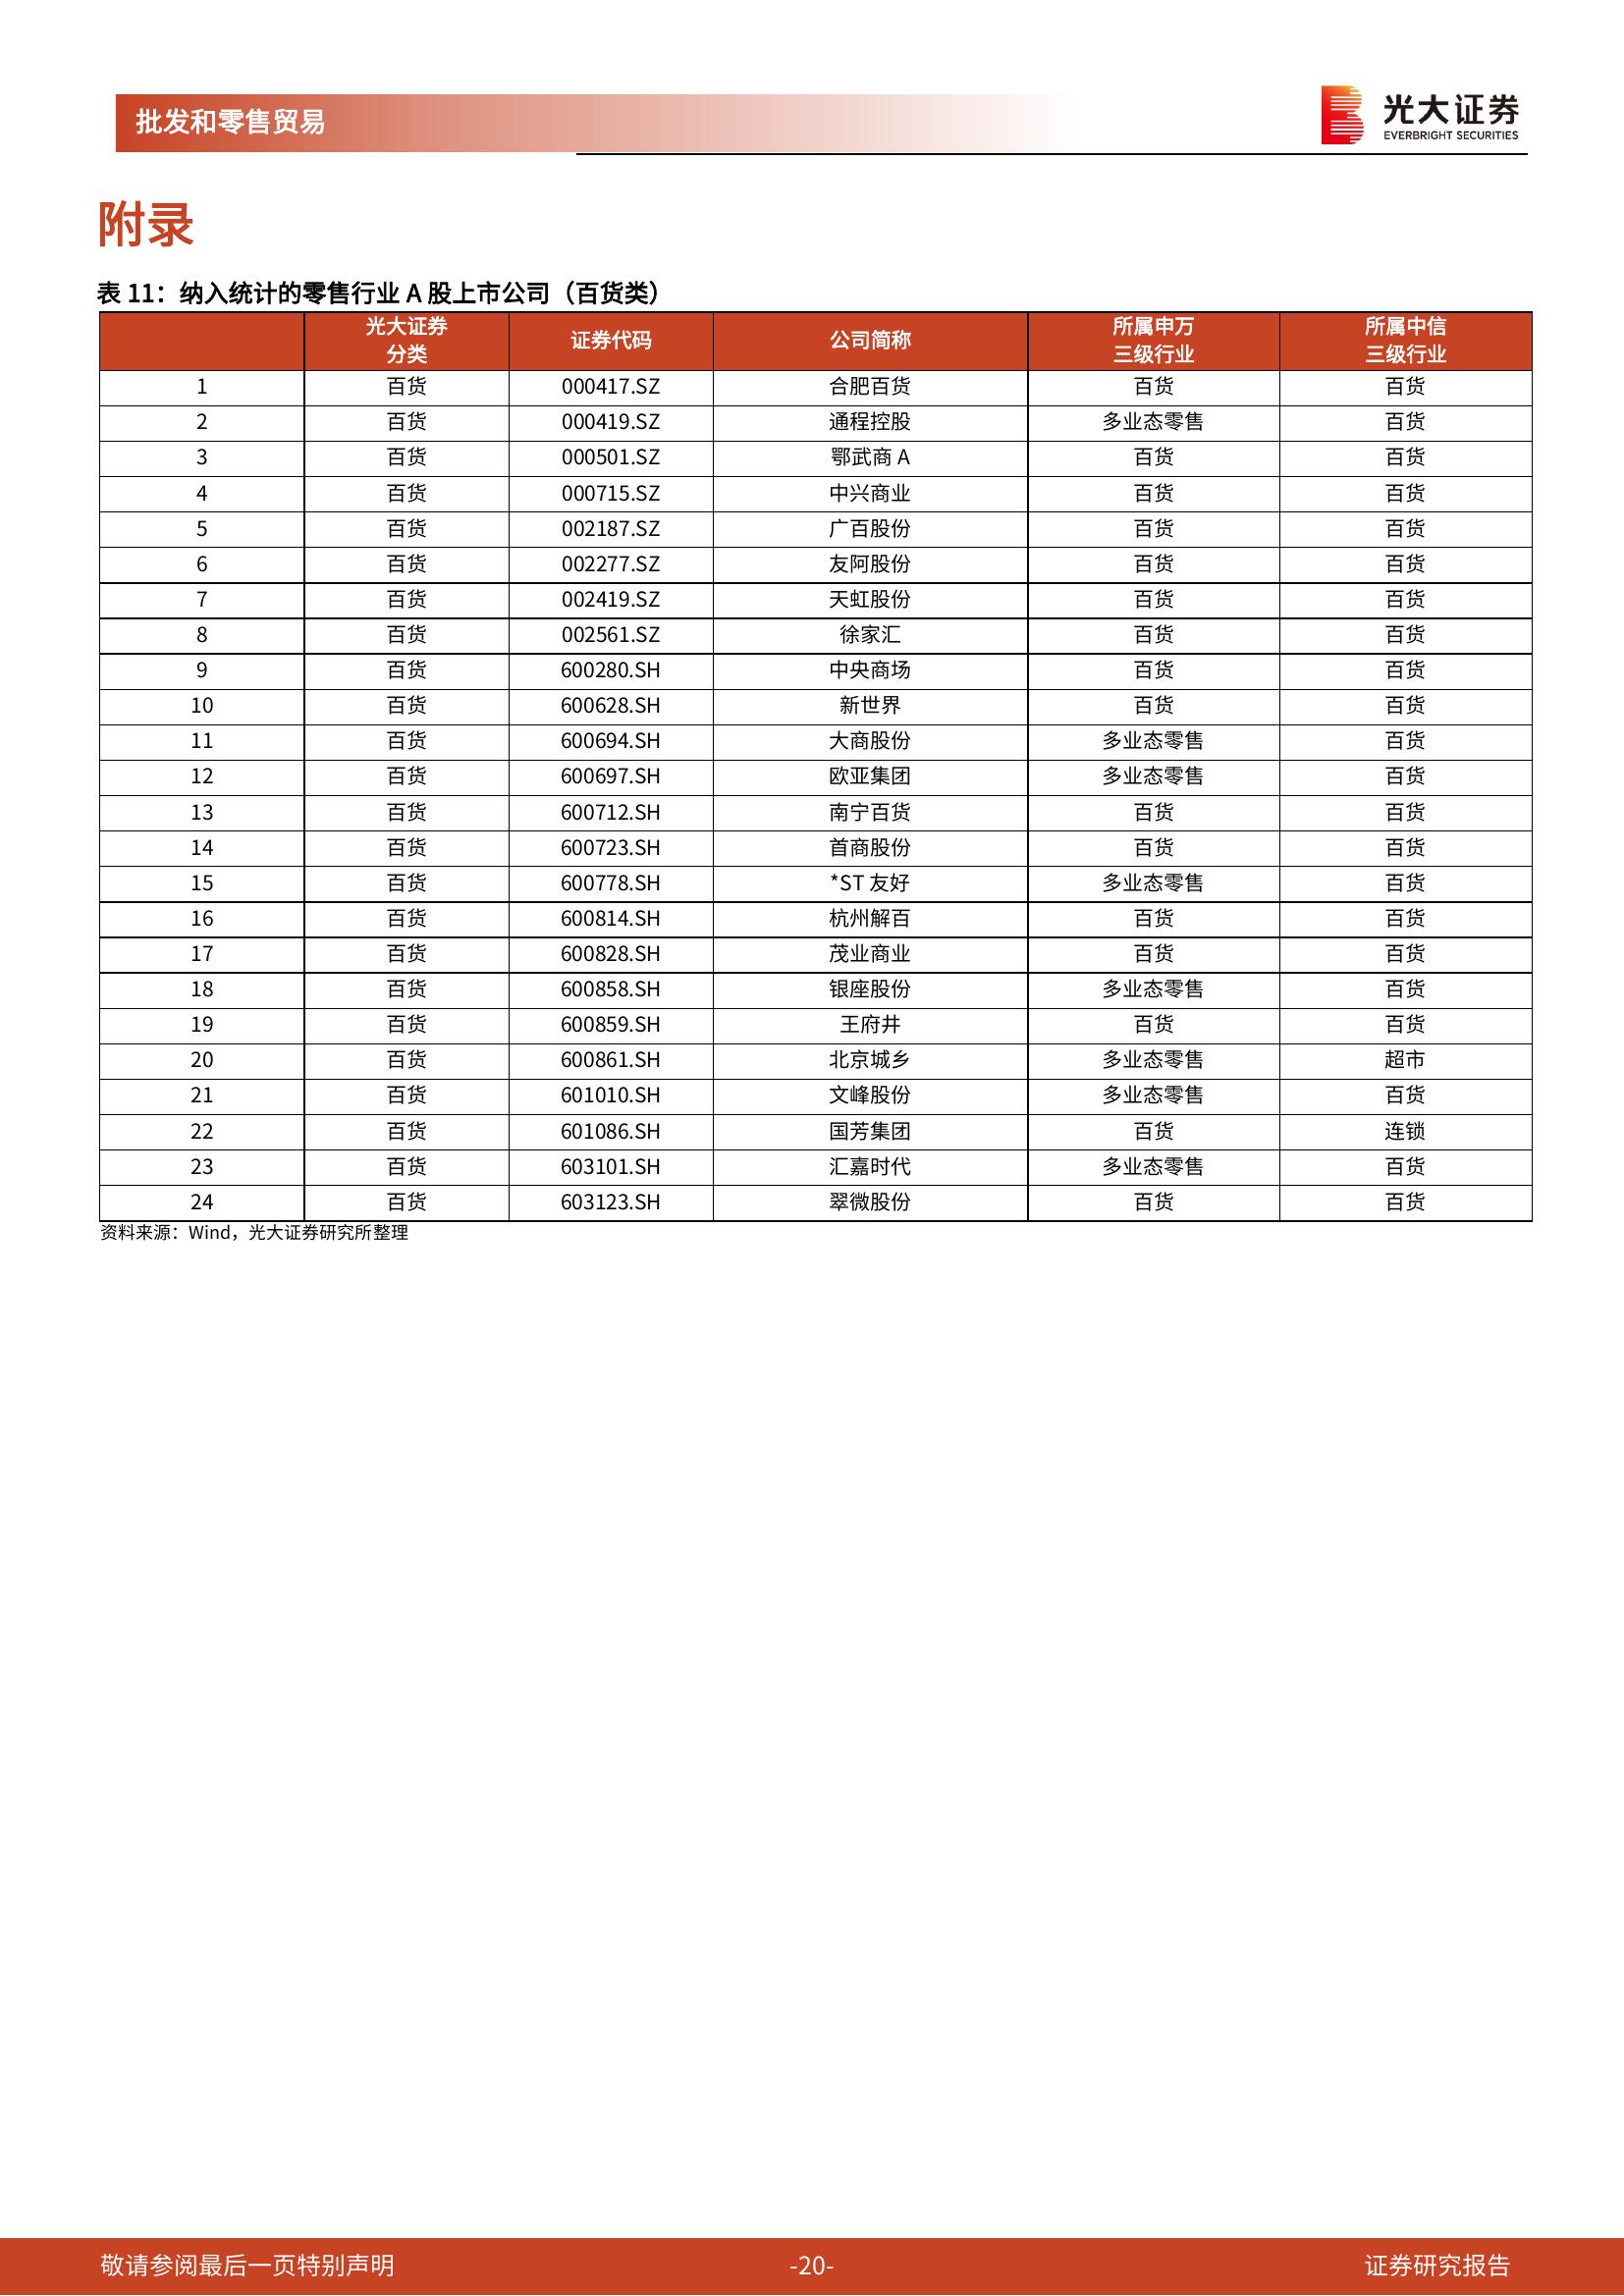 批发和零售贸易
光大证券
EVERBRIGHT SECURITIES
附录
表 11：纳入统计的零售行业 A 股上市公司（百货类）
光大证券分类 证券代码 公司简称 所属申万三级行业 所属中信三级行业
1 百货 000417.SZ 合肥百货 百货 百货
2 百货 000419.SZ 通程控股 多业态零售 百货
3 百货 000501.SZ 鄂武商 A 百货 百货
4 百货 000715.SZ 中兴商业 百货 百货
5 百货 002187.SZ 广百股份 百货 百货
6 百货 002277.SZ 友阿股份 百货 百货
7 百货 002419.SZ 天虹股份 百货 百货
8 百货 002561.SZ 徐家汇 百货 百货
9 百货 600280.SH 中央商场 百货 百货
10 百货 600628.SH 新世界 百货 百货
11 百货 600694.SH 大商股份 多业态零售 百货
12 百货 600697.SH 欧亚集团 多业态零售 百货
13 百货 600712.SH 南宁百货 百货 百货
14 百货 600723.SH 首商股份 百货 百货
15 百货 600778.SH *ST 友好 多业态零售 百货
16 百货 600814.SH 杭州解百 百货 百货
17 百货 600828.SH 茂业商业 百货 百货
18 百货 600858.SH 银座股份 多业态零售 百货
19 百货 600859.SH 王府井 百货 百货
20 百货 600861.SH 北京城乡 多业态零售 超市
21 百货 601010.SH 文峰股份 多业态零售 百货
22 百货 601086.SH 国芳集团 百货 连锁
23 百货 603101.SH 汇嘉时代 多业态零售 百货
24 百货 603123.SH 翠微股份 百货 百货
资料来源：Wind，光大证券研究所整理
敬请参阅最后一页特别声明 -20- 证券研究报告